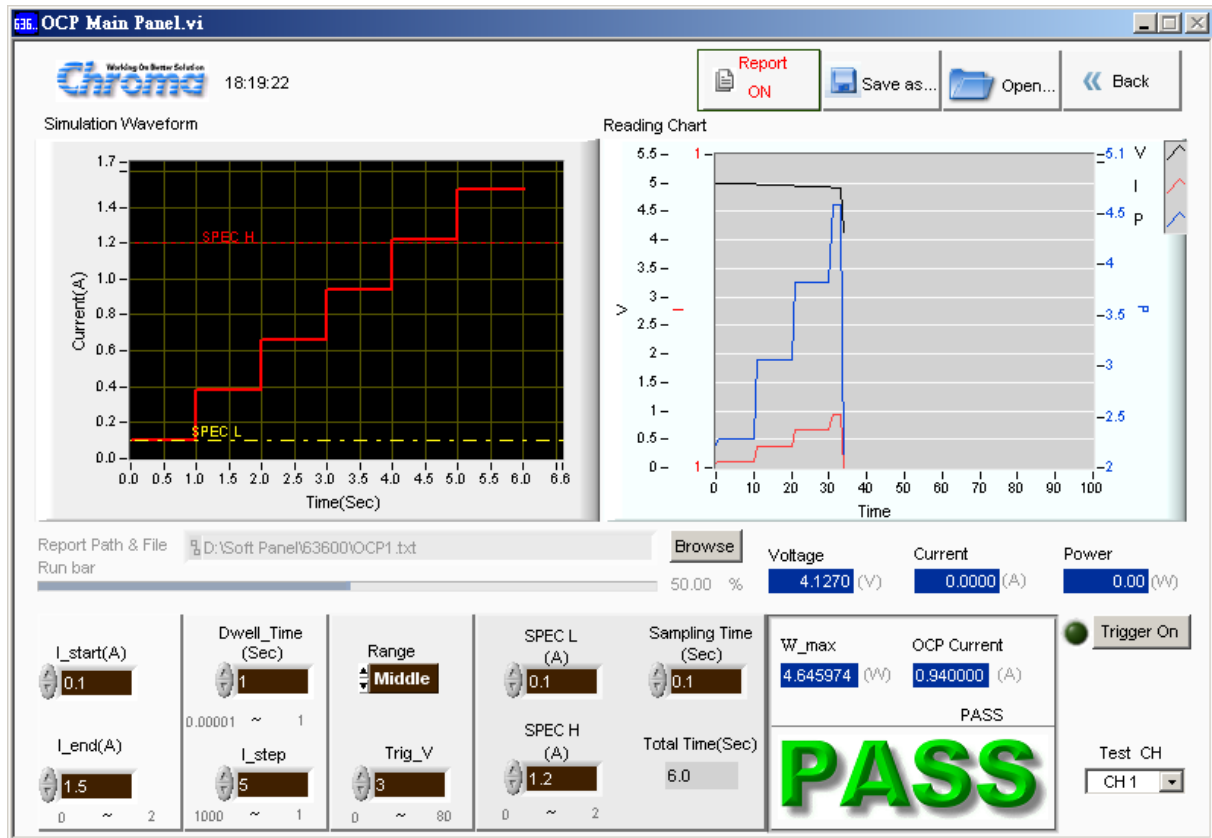 636.. OCP Main Panel.vi
Working On Better Solution
Chroma
18:19:22
Report
ON
Save as...
Open...
Back
Simulation Waveform
Current(A)
1.7
1.4
1.2
1.0
0.8
0.6
0.4
0.2
0.0
SPEC H
SPEC L
0.0 0.5 1.0 1.5 2.0 2.5 3.0 3.5 4.0 4.5 5.0 5.5 6.0 6.6
Time(Sec)
Reading Chart
V
5.5
5
4.5
4
3.5
3
2.5
2
1.5
1
0.5
0
I
1
1
5.1
4.5
4
3.5
3
2.5
2
P
V
I
P
0 10 20 30 40 50 60 70 80 90 100
Time
Report Path & File
D:\Soft Panel\63600\OCP1.txt
Browse
Run bar
50.00 %
Voltage
4.1270 (V)
Current
0.0000 (A)
Power
0.00 (W)
I_start(A)
0.1
I_end(A)
1.5
0 ~ 2
Dwell_Time
(Sec)
1
0.00001 ~ 1
I_step
5
1000 ~ 1
Range
Middle
Trig_V
3
0 ~ 80
SPEC L
(A)
0.1
SPEC H
(A)
1.2
0 ~ 2
Sampling Time
(Sec)
0.1
Total Time(Sec)
6.0
W_max
4.645974 (W)
OCP Current
0.940000 (A)
PASS
PASS
Trigger On
Test CH
CH 1